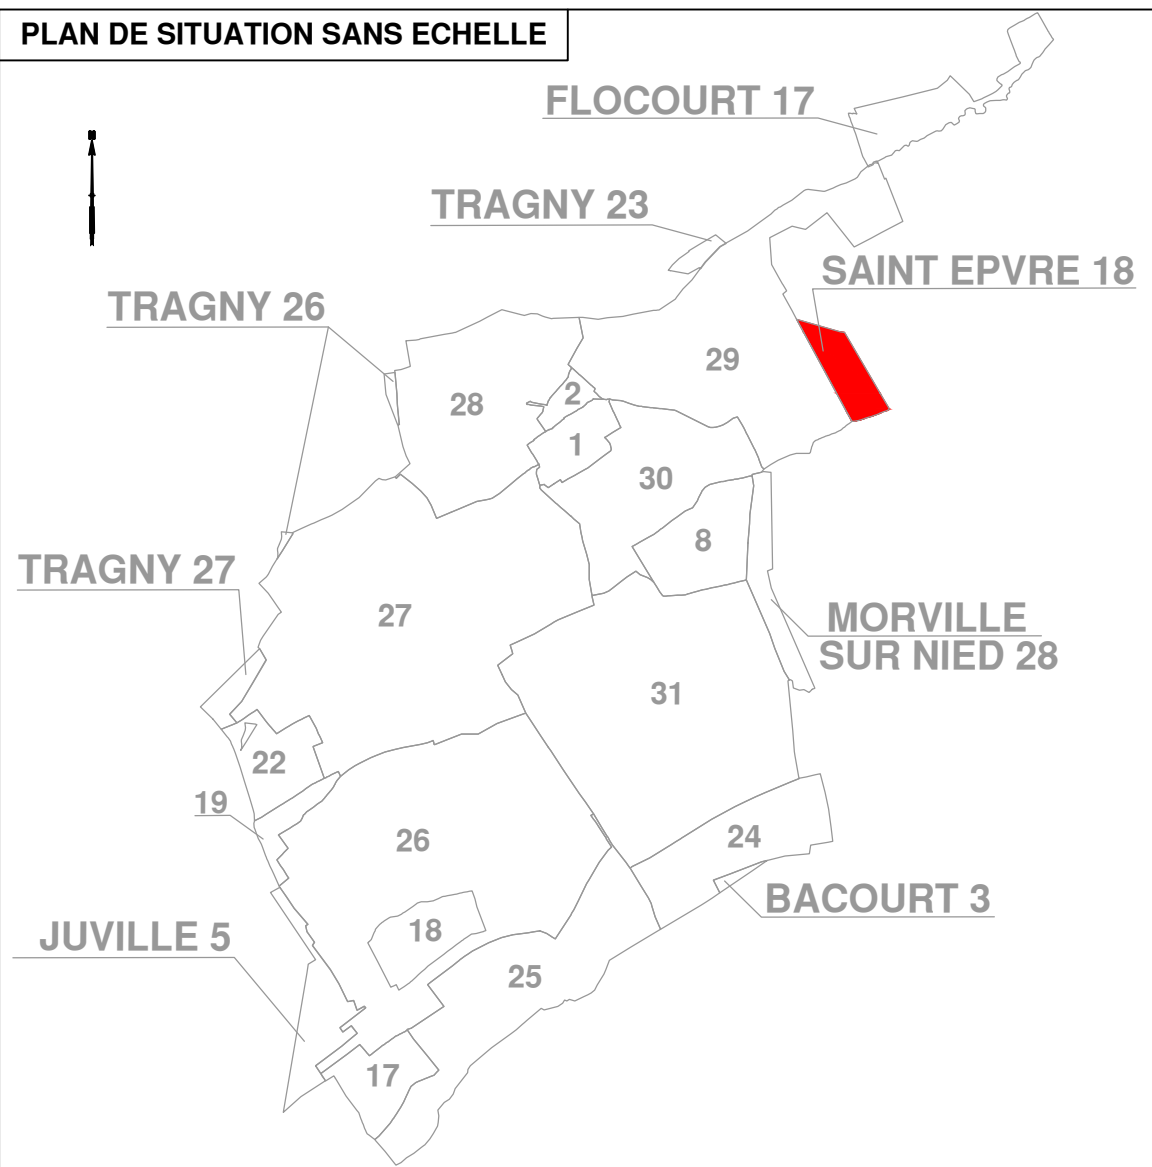 PLAN DE SITUATION SANS ECHELLE
FLOCOURT 17
TRAGNY 23
SAINT EPVRE 18
TRAGNY 26
29
2
28
1
30
8
TRAGNY 27
27
MORVILLE
SUR NIED 28
31
22
19
26
24
BACOURT 3
18
JUVILLE 5
25
17